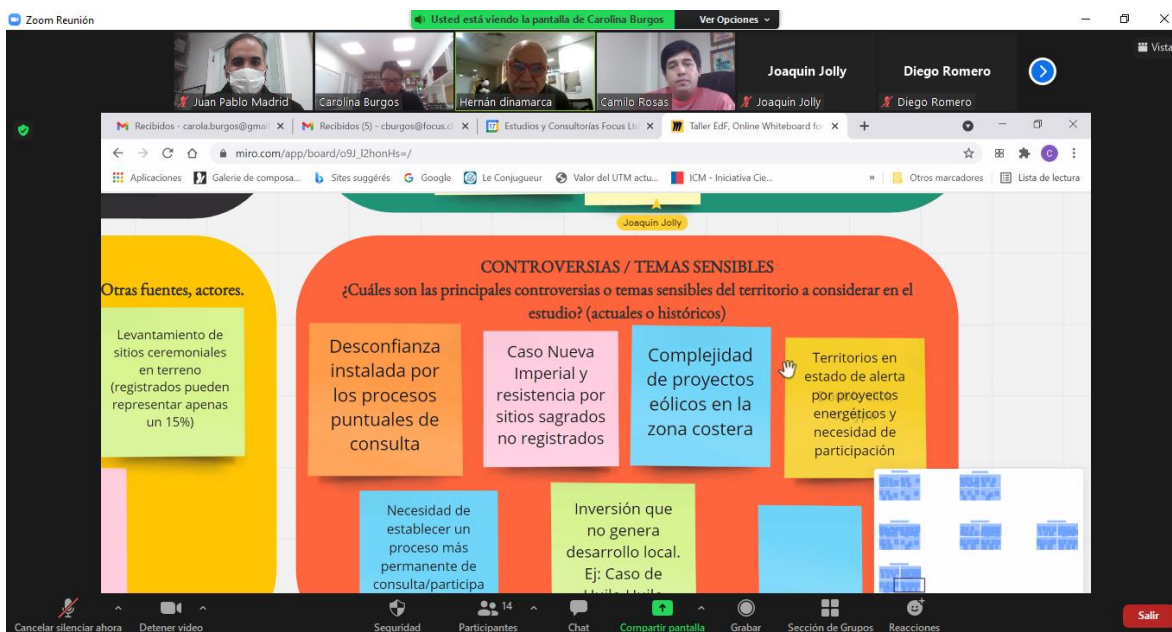 Zoom Reunión
Usted está viendo la pantalla de Carolina Burgos
Ver Opciones
Vista
Juan Pablo Madrid
Carolina Burgos
Hernán dinamarca
Camilo Rosas
Joaquin Jolly
Joaquin Jolly
Diego Romero
Diego Romero
Recibidos - carola.burgos@gmai
Recibidos (5) - cburgos@focus.cl
17
Estudios y Consultorías Focus Ltd
Taller EdF, Online Whiteboard for
miro.com/app/board/o9J_l2honHs=/
C
Aplicaciones
Galerie de composa...
Sites suggérés
Google
Le Conjugueur
Valor del UTM actu...
ICM - Iniciativa Cie...
»
Otros marcadores
Lista de lectura
Joaquin Jolly
Otras fuentes, actores.
Levantamiento de
sitios ceremoniales
en terreno
(registrados pueden
representar apenas
un 15%)
CONTROVERSIAS / TEMAS SENSIBLES
¿Cuáles son las principales controversias o temas sensibles del territorio a considerar en el
estudio? (actuales o históricos)
Desconfianza
instalada por
los procesos
puntuales de
consulta
Caso Nueva
Imperial y
resistencia por
sitios sagrados
no registrados
Complejidad
de proyectos
eólicos en la
zona costera
Territorios en
estado de alerta
por proyectos
energéticos y
necesidad de
participación
Necesidad de
establecer un
proceso más
permanente de
consulta/participa
Inversión que
no genera
desarrollo local.
Ej: Caso de
Cancelar silenciar ahora
Detener video
Seguridad
14
Participantes
Chat
Compartir pantalla
Grabar
Sección de Grupos
Reacciones
Salir